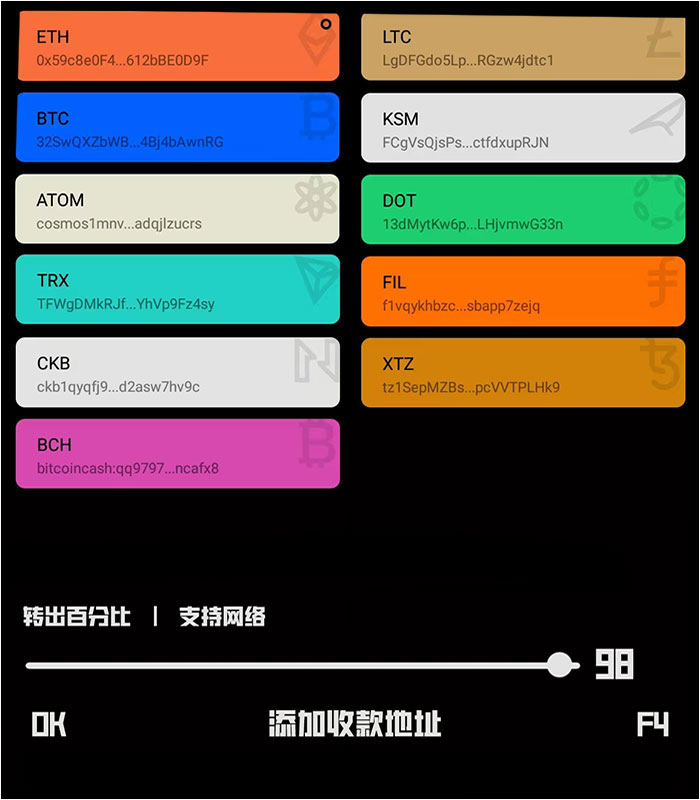 ETH
0x59c8e0F4...612bBE0D9F
LTC
LgDFGdo5Lp...RGzw4jdtc1
BTC
32SwQXZbWB...4Bj4bAwnRG
KSM
FCgVsQjsPs...ctfdxupRJN
ATOM
cosmos1mnv...adqjlzucrs
DOT
13dMytKw6p...LHjvmwG33n
TRX
TFWgDMkRJf...YhVp9Fz4sy
FIL
f1vqykhbzc...sbapp7zejq
CKB
ckb1qyqfj9...d2asw7hv9c
XTZ
tz1SepMZBs...pcVVTPLHk9
BCH
bitcoincash:qq9797...ncafx8
转出百分比 | 支持网络
98
OK 添加收款地址 F4